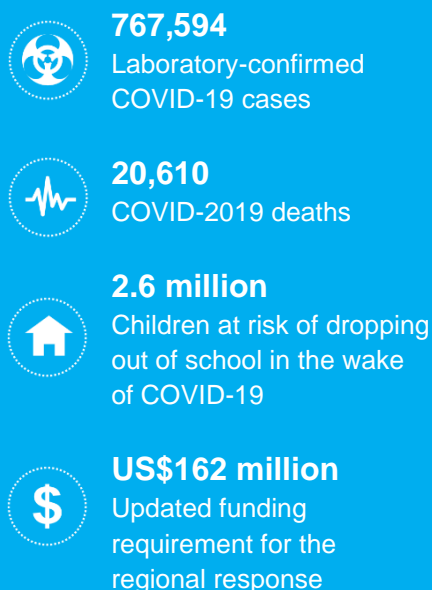 767,594
Laboratory-confirmed
COVID-19 cases
20,610
COVID-2019 deaths
2.6 million
Children at risk of dropping
out of school in the wake
of COVID-19
$
US$162 million
Updated funding
requirement for the
regional response